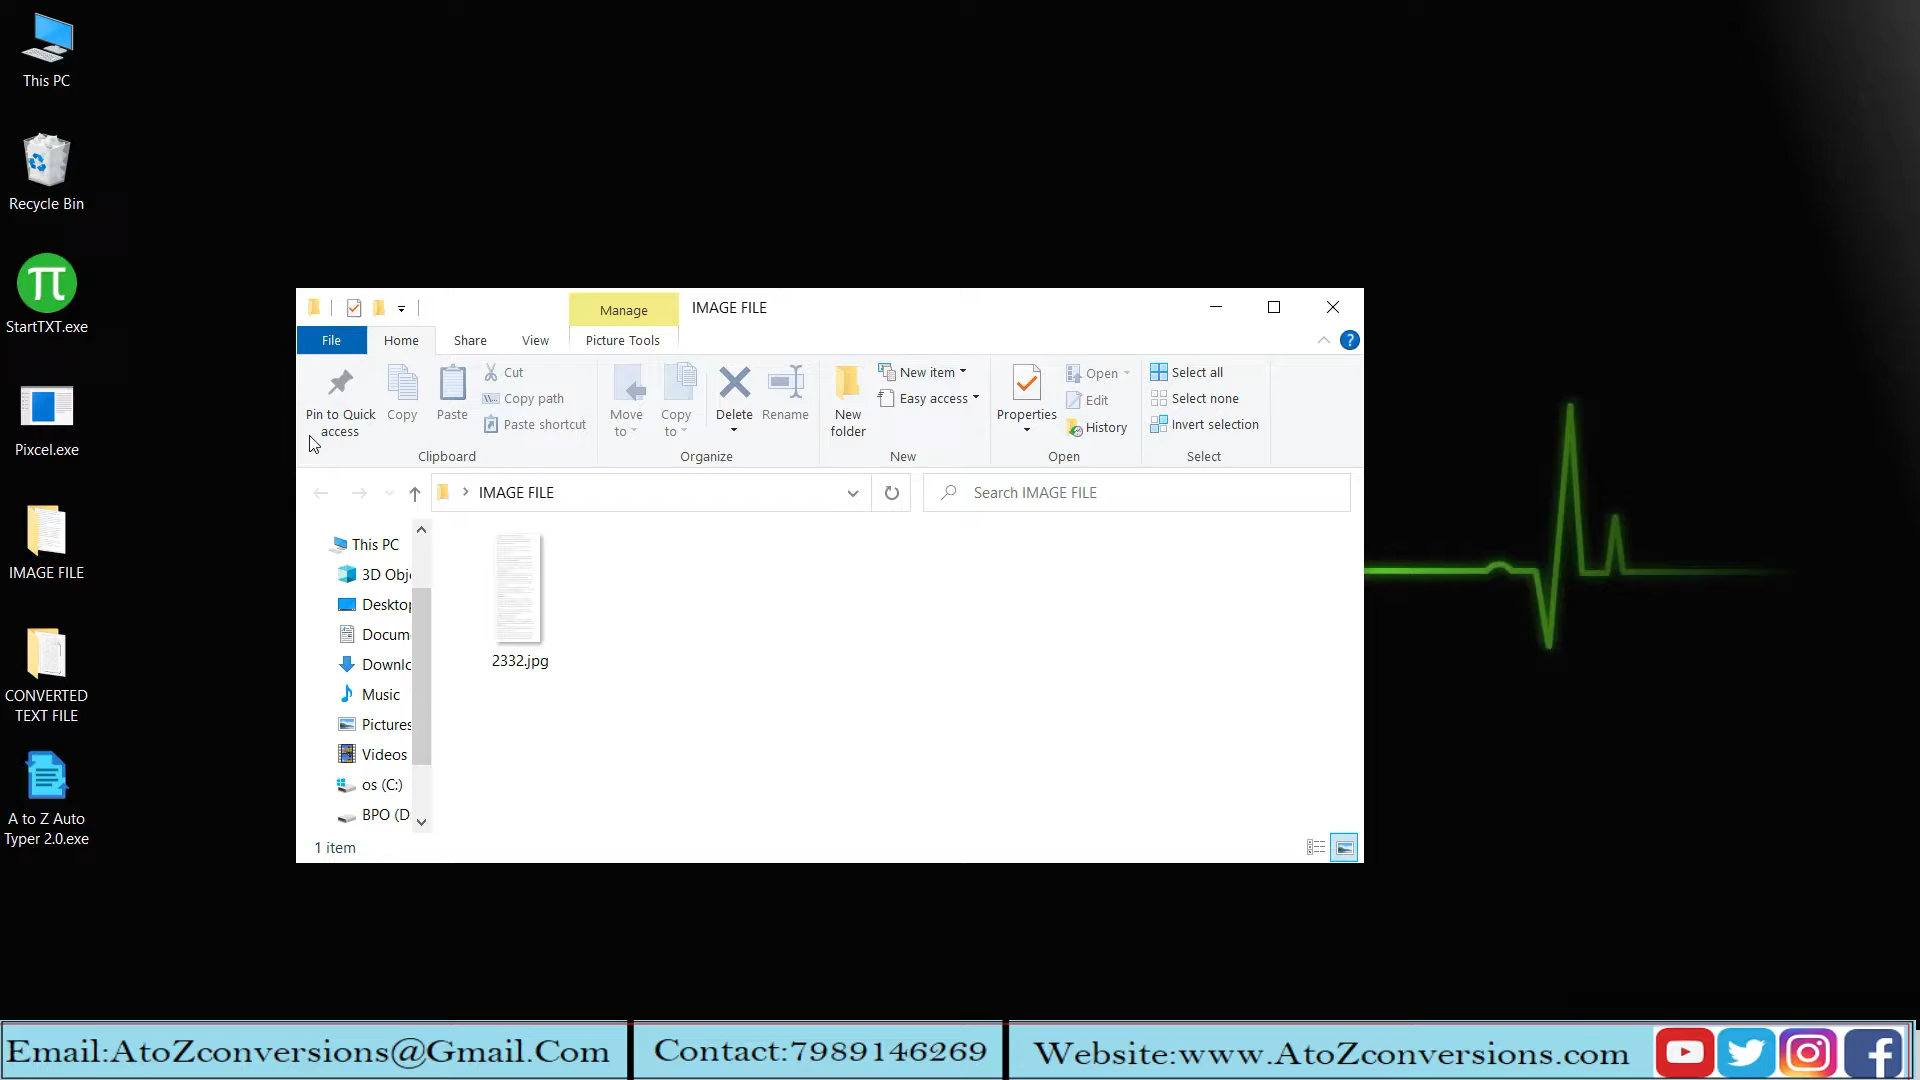 This PC
Recycle Bin
StartTXT.exe
Pixcel.exe
IMAGE FILE
CONVERTED
TEXT FILE
A to Z Auto
Typer 2.0.exe
Manage
IMAGE FILE
File
Home
Share
View
Picture Tools
Pin to Quick
access
Copy
Paste
Cut
Copy path
Paste shortcut
Clipboard
Move
to
Copy
to
Delete
Rename
Organize
New
folder
New item
Easy access
New
Properties
Open
Edit
History
Open
Select all
Select none
Invert selection
Select
IMAGE FILE
Search IMAGE FILE
This PC
3D Obj
Desktop
Docum
Downlo
Music
Pictures
Videos
os (C:)
BPO (D
2332.jpg
1 item
Email:AtoZconversions@Gmail.Com
Contact:7989146269
Website:www.AtoZconversions.com